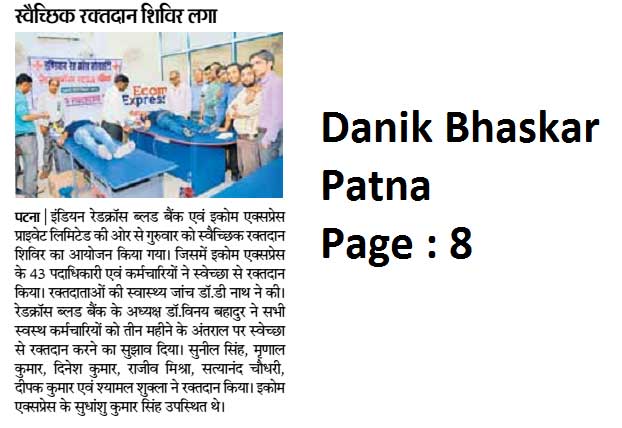 स्वैच्छिक रक्तदान शिविर लगा
इण्डियन रेड क्रॉस सोसाइटी
Ecom
Express
पटना | इंडियन रेडक्रॉस ब्लड बैंक एवं इकोम एक्सप्रेस
प्राइवेट लिमिटेड की ओर से गुरुवार को स्वैच्छिक रक्तदान
शिविर का आयोजन किया गया। जिसमें इकोम एक्सप्रेस
के 43 पदाधिकारी एवं कर्मचारियों ने स्वेच्छा से रक्तदान
किया। रक्तदाताओं की स्वास्थ्य जांच डॉ.डी नाथ ने की।
रेडक्रॉस ब्लड बैंक के अध्यक्ष डॉ.विनय बहादुर ने सभी
स्वस्थ कर्मचारियों को तीन महीने के अंतराल पर स्वेच्छा
से रक्तदान करने का सुझाव दिया। सुनील सिंह, मृणाल
कुमार, दिनेश कुमार, राजीव मिश्रा, सत्यानंद चौधरी,
दीपक कुमार एवं श्यामल शुक्ला ने रक्तदान किया। इकोम
एक्सप्रेस के सुधांशु कुमार सिंह उपस्थित थे।
Danik Bhaskar
Patna
Page : 8